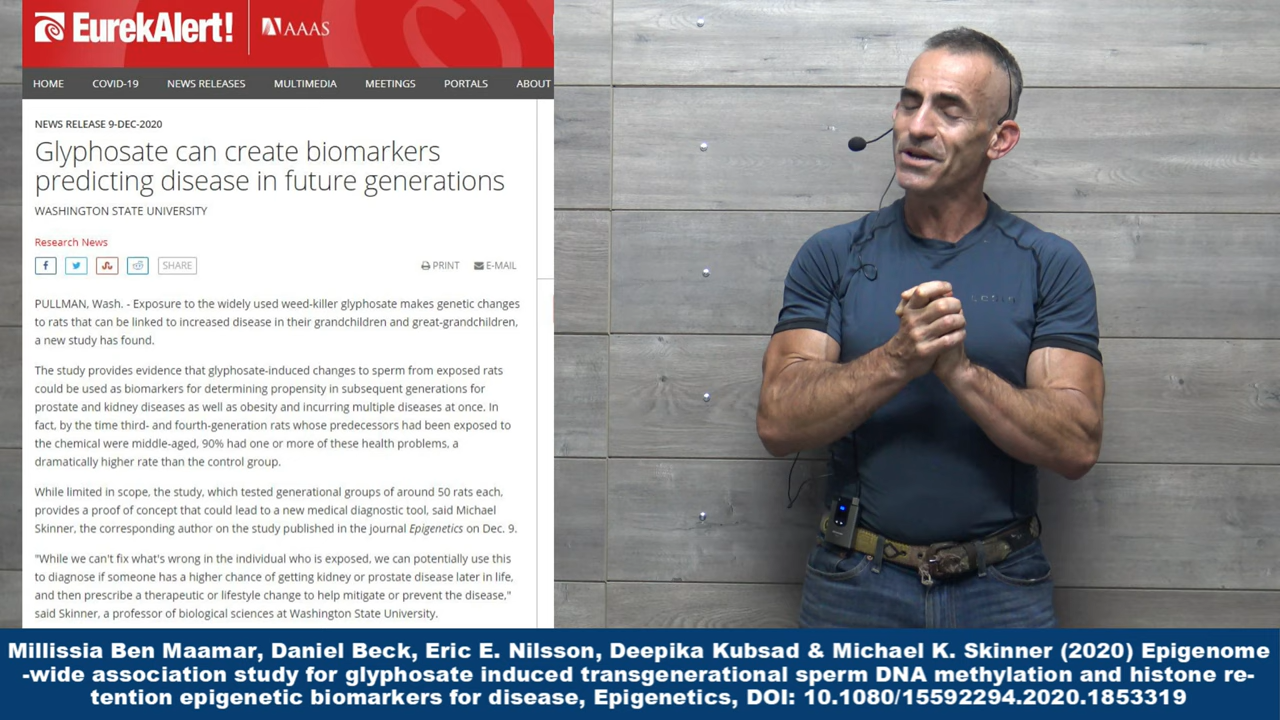 EurekAlert!
AAAS
HOME COVID-19 NEWS RELEASES MULTIMEDIA MEETINGS PORTALS ABOUT
NEWS RELEASE 9-DEC-2020
Glyphosate can create biomarkers
predicting disease in future generations
WASHINGTON STATE UNIVERSITY
Research News
SHARE
PRINT E-MAIL
PULLMAN, Wash. - Exposure to the widely used weed-killer glyphosate makes genetic changes
to rats that can be linked to increased disease in their grandchildren and great-grandchildren,
a new study has found.
The study provides evidence that glyphosate-induced changes to sperm from exposed rats
could be used as biomarkers for determining propensity in subsequent generations for
prostate and kidney diseases as well as obesity and incurring multiple diseases at once. In
fact, by the time third- and fourth-generation rats whose predecessors had been exposed to
the chemical were middle-aged, 90% had one or more of these health problems, a
dramatically higher rate than the control group.
While limited in scope, the study, which tested generational groups of around 50 rats each,
provides a proof of concept that could lead to a new medical diagnostic tool, said Michael
Skinner, the corresponding author on the study published in the journal Epigenetics on Dec. 9.
"While we can't fix what's wrong in the individual who is exposed, we can potentially use this
to diagnose if someone has a higher chance of getting kidney or prostate disease later in life,
and then prescribe a therapeutic or lifestyle change to help mitigate or prevent the disease,"
said Skinner, a professor of biological sciences at Washington State University.
Millissia Ben Maamar, Daniel Beck, Eric E. Nilsson, Deepika Kubsad & Michael K. Skinner (2020) Epigenome
-wide association study for glyphosate induced transgenerational sperm DNA methylation and histone re-
tention epigenetic biomarkers for disease, Epigenetics, DOI: 10.1080/15592294.2020.1853319